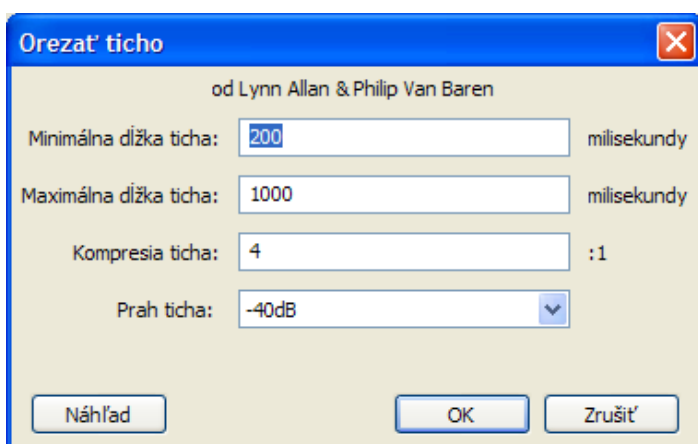 Orezať ticho
od Lynn Allan & Philip Van Baren
Minimálna dĺžka ticha: 200 milisekundy
Maximálna dĺžka ticha: 1000 milisekundy
Kompresia ticha: 4 :1
Prah ticha: -40dB
Náhľad OK Zrušiť